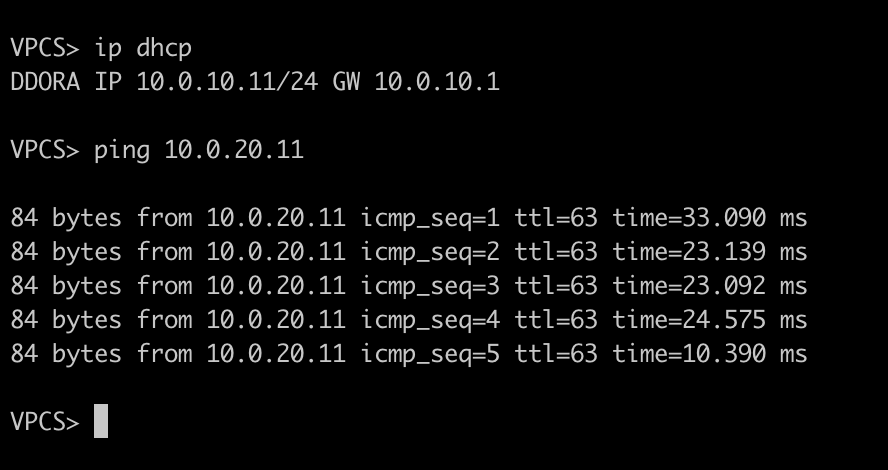 VPCS> ip dhcp
DDORA IP 10.0.10.11/24 GW 10.0.10.1
VPCS> ping 10.0.20.11
84 bytes from 10.0.20.11 icmp_seq=1 ttl=63 time=33.090 ms
84 bytes from 10.0.20.11 icmp_seq=2 ttl=63 time=23.139 ms
84 bytes from 10.0.20.11 icmp_seq=3 ttl=63 time=23.092 ms
84 bytes from 10.0.20.11 icmp_seq=4 ttl=63 time=24.575 ms
84 bytes from 10.0.20.11 icmp_seq=5 ttl=63 time=10.390 ms
VPCS>